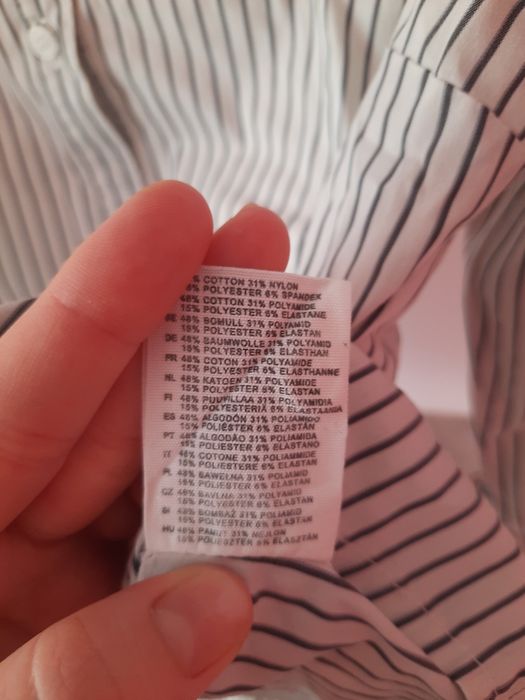 % COTTON 31% NYLON
% POLYESTER 6% SPANDEX
48% COTTON 31% POLYAMIDE
15% POLYESTER 6% ELASTANE
SE 48% BOMULL 31% POLYAMID
15% POLYESTER 6% ELASTAN
DE 48% BAUMWOLLE 31% POLYAMID
15% POLYESTER 6% ELASTHAN
FR 48% COTON 31% POLYAMIDE
15% POLYESTER 6% ELASTHANNE
NL 48% KATOEN 31% POLYAMIDE
15% POLYESTER 6% ELASTAN
FI 48% PUUVILLAA 31% POLYAMIDIA
15% POLYESTERIÄ 6% ELASTAANIA
ES 48% ALGODÓN 31% POLIAMIDO
15% POLIÉSTER 6% ELASTÁN
PT 48% ALGODÃO 31% POLIAMIDA
15% POLIÉSTER 6% ELASTANO
IT 48% COTONE 31% POLIAMMIDE
15% POLIESTERE 6% ELASTAN
PL 48% BAWEŁNA 31% POLIAMID
15% POLIESTER 6% ELASTAN
CZ 48% BAVLNA 31% POLYAMID
15% POLYESTER 6% ELASTAN
SI 48% BOMBAŽ 31% POLIAMID
15% POLIESTER 6% ELASTAN
HU 48% PAMUT 31% NEJLON
15% POLIÉSZTER 6% ELASZTÁN